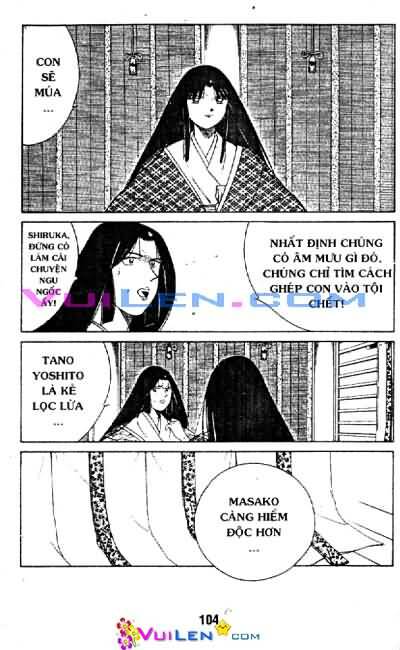 CON
SẼ
MÚA
...
SHIRUKA,
ĐỪNG CÓ
LÀM CÁI
CHUYỆN
NGU
NGỐC
ẤY!
NHẤT ĐỊNH CHÚNG
CÓ ÂM MƯU GÌ ĐÓ,
CHÚNG CHỈ TÌM CÁCH
GHÉP CON VÀO TỘI
CHẾT!
VUILEN.COM
TANO
YOSHITO
LÀ KẺ
LỌC LỪA
...
MASAKO
CÀNG HIỂM
ĐỘC HƠN
...
104
VUILEN.COM